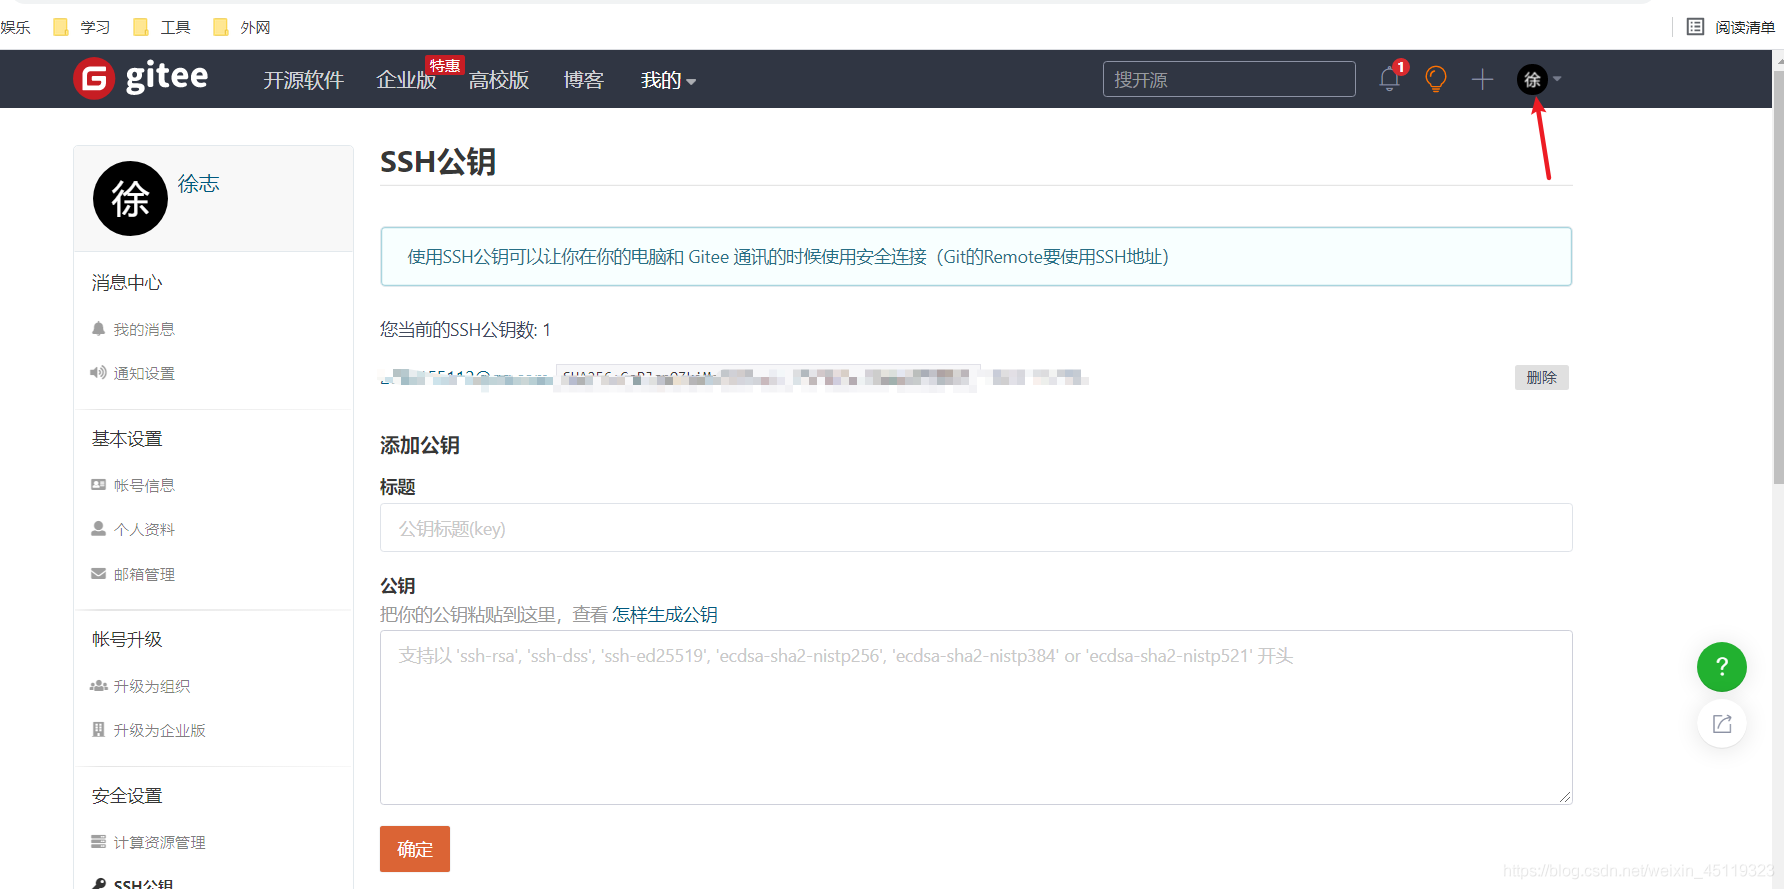 娱乐 学习 工具 外网 阅读清单
gitee 开源软件 企业版 特惠 高校版 博客 我的 搜开源 1 徐
徐 徐志
消息中心
我的消息
通知设置
基本设置
帐号信息
个人资料
邮箱管理
帐号升级
升级为组织
升级为企业版
安全设置
计算资源管理
SSH公钥
SSH公钥
使用SSH公钥可以让你在你的电脑和 Gitee 通讯的时候使用安全连接（Git的Remote要使用SSH地址）
您当前的SSH公钥数: 1
删除
添加公钥
标题
公钥标题(key)
公钥
把你的公钥粘贴到这里，查看 怎样生成公钥
支持以 'ssh-rsa', 'ssh-dss', 'ssh-ed25519', 'ecdsa-sha2-nistp256', 'ecdsa-sha2-nistp384' or 'ecdsa-sha2-nistp521' 开头
确定
?
https://blog.csdn.net/weixin_45119323